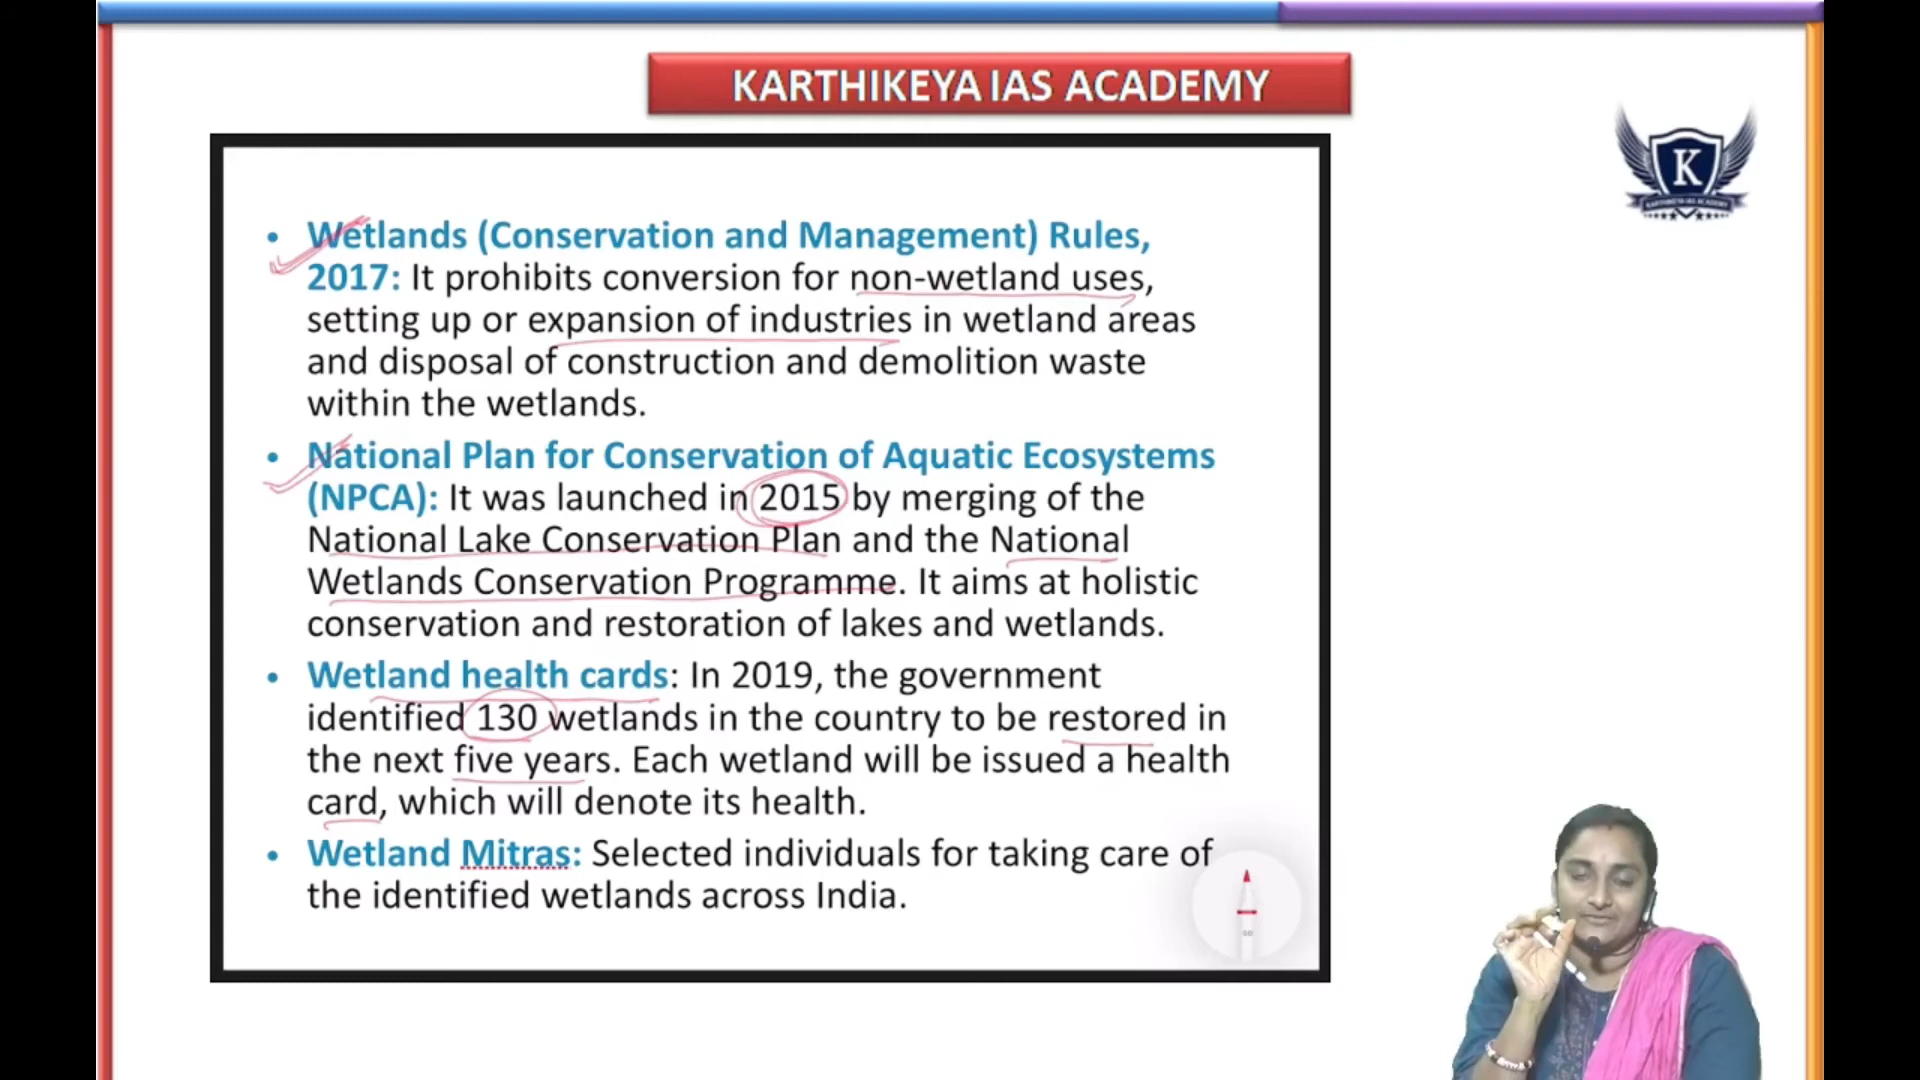 KARTHIKEYA IAS ACADEMY
K
KARTHIKEYA IAS ACADEMY
• Wetlands (Conservation and Management) Rules,
2017: It prohibits conversion for non-wetland uses,
setting up or expansion of industries in wetland areas
and disposal of construction and demolition waste
within the wetlands.
• National Plan for Conservation of Aquatic Ecosystems
(NPCA): It was launched in 2015 by merging of the
National Lake Conservation Plan and the National
Wetlands Conservation Programme. It aims at holistic
conservation and restoration of lakes and wetlands.
• Wetland health cards: In 2019, the government
identified 130 wetlands in the country to be restored in
the next five years. Each wetland will be issued a health
card, which will denote its health.
• Wetland Mitras: Selected individuals for taking care of
the identified wetlands across India.